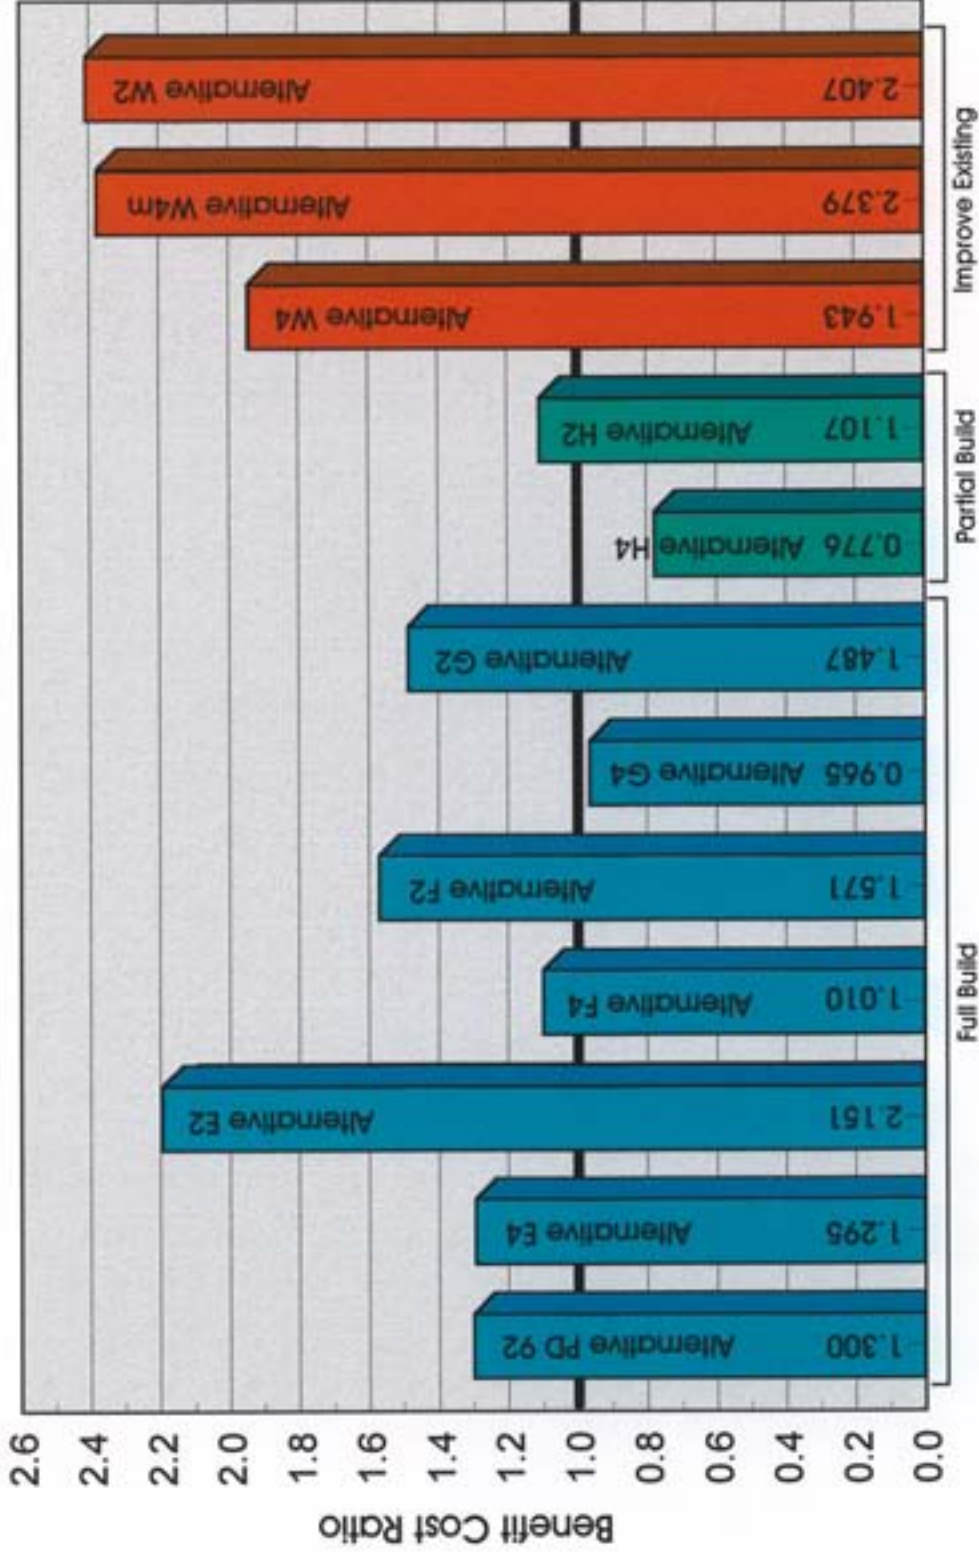 Benefit Cost Ratio
2.6
2.4
2.2
2.0
1.8
1.6
1.4
1.2
1.0
0.8
0.6
0.4
0.2
0.0
Alternative PD 92
1.300
Alternative E4
1.295
Alternative E2
2.151
Alternative F4
1.010
Alternative F2
1.571
Alternative G4
0.965
Alternative G2
1.487
Alternative H4
0.776
Alternative H2
1.107
Alternative W4
1.943
Alternative W4m
2.379
Alternative W2
2.407
Full Build
Partial Build
Improve Existing